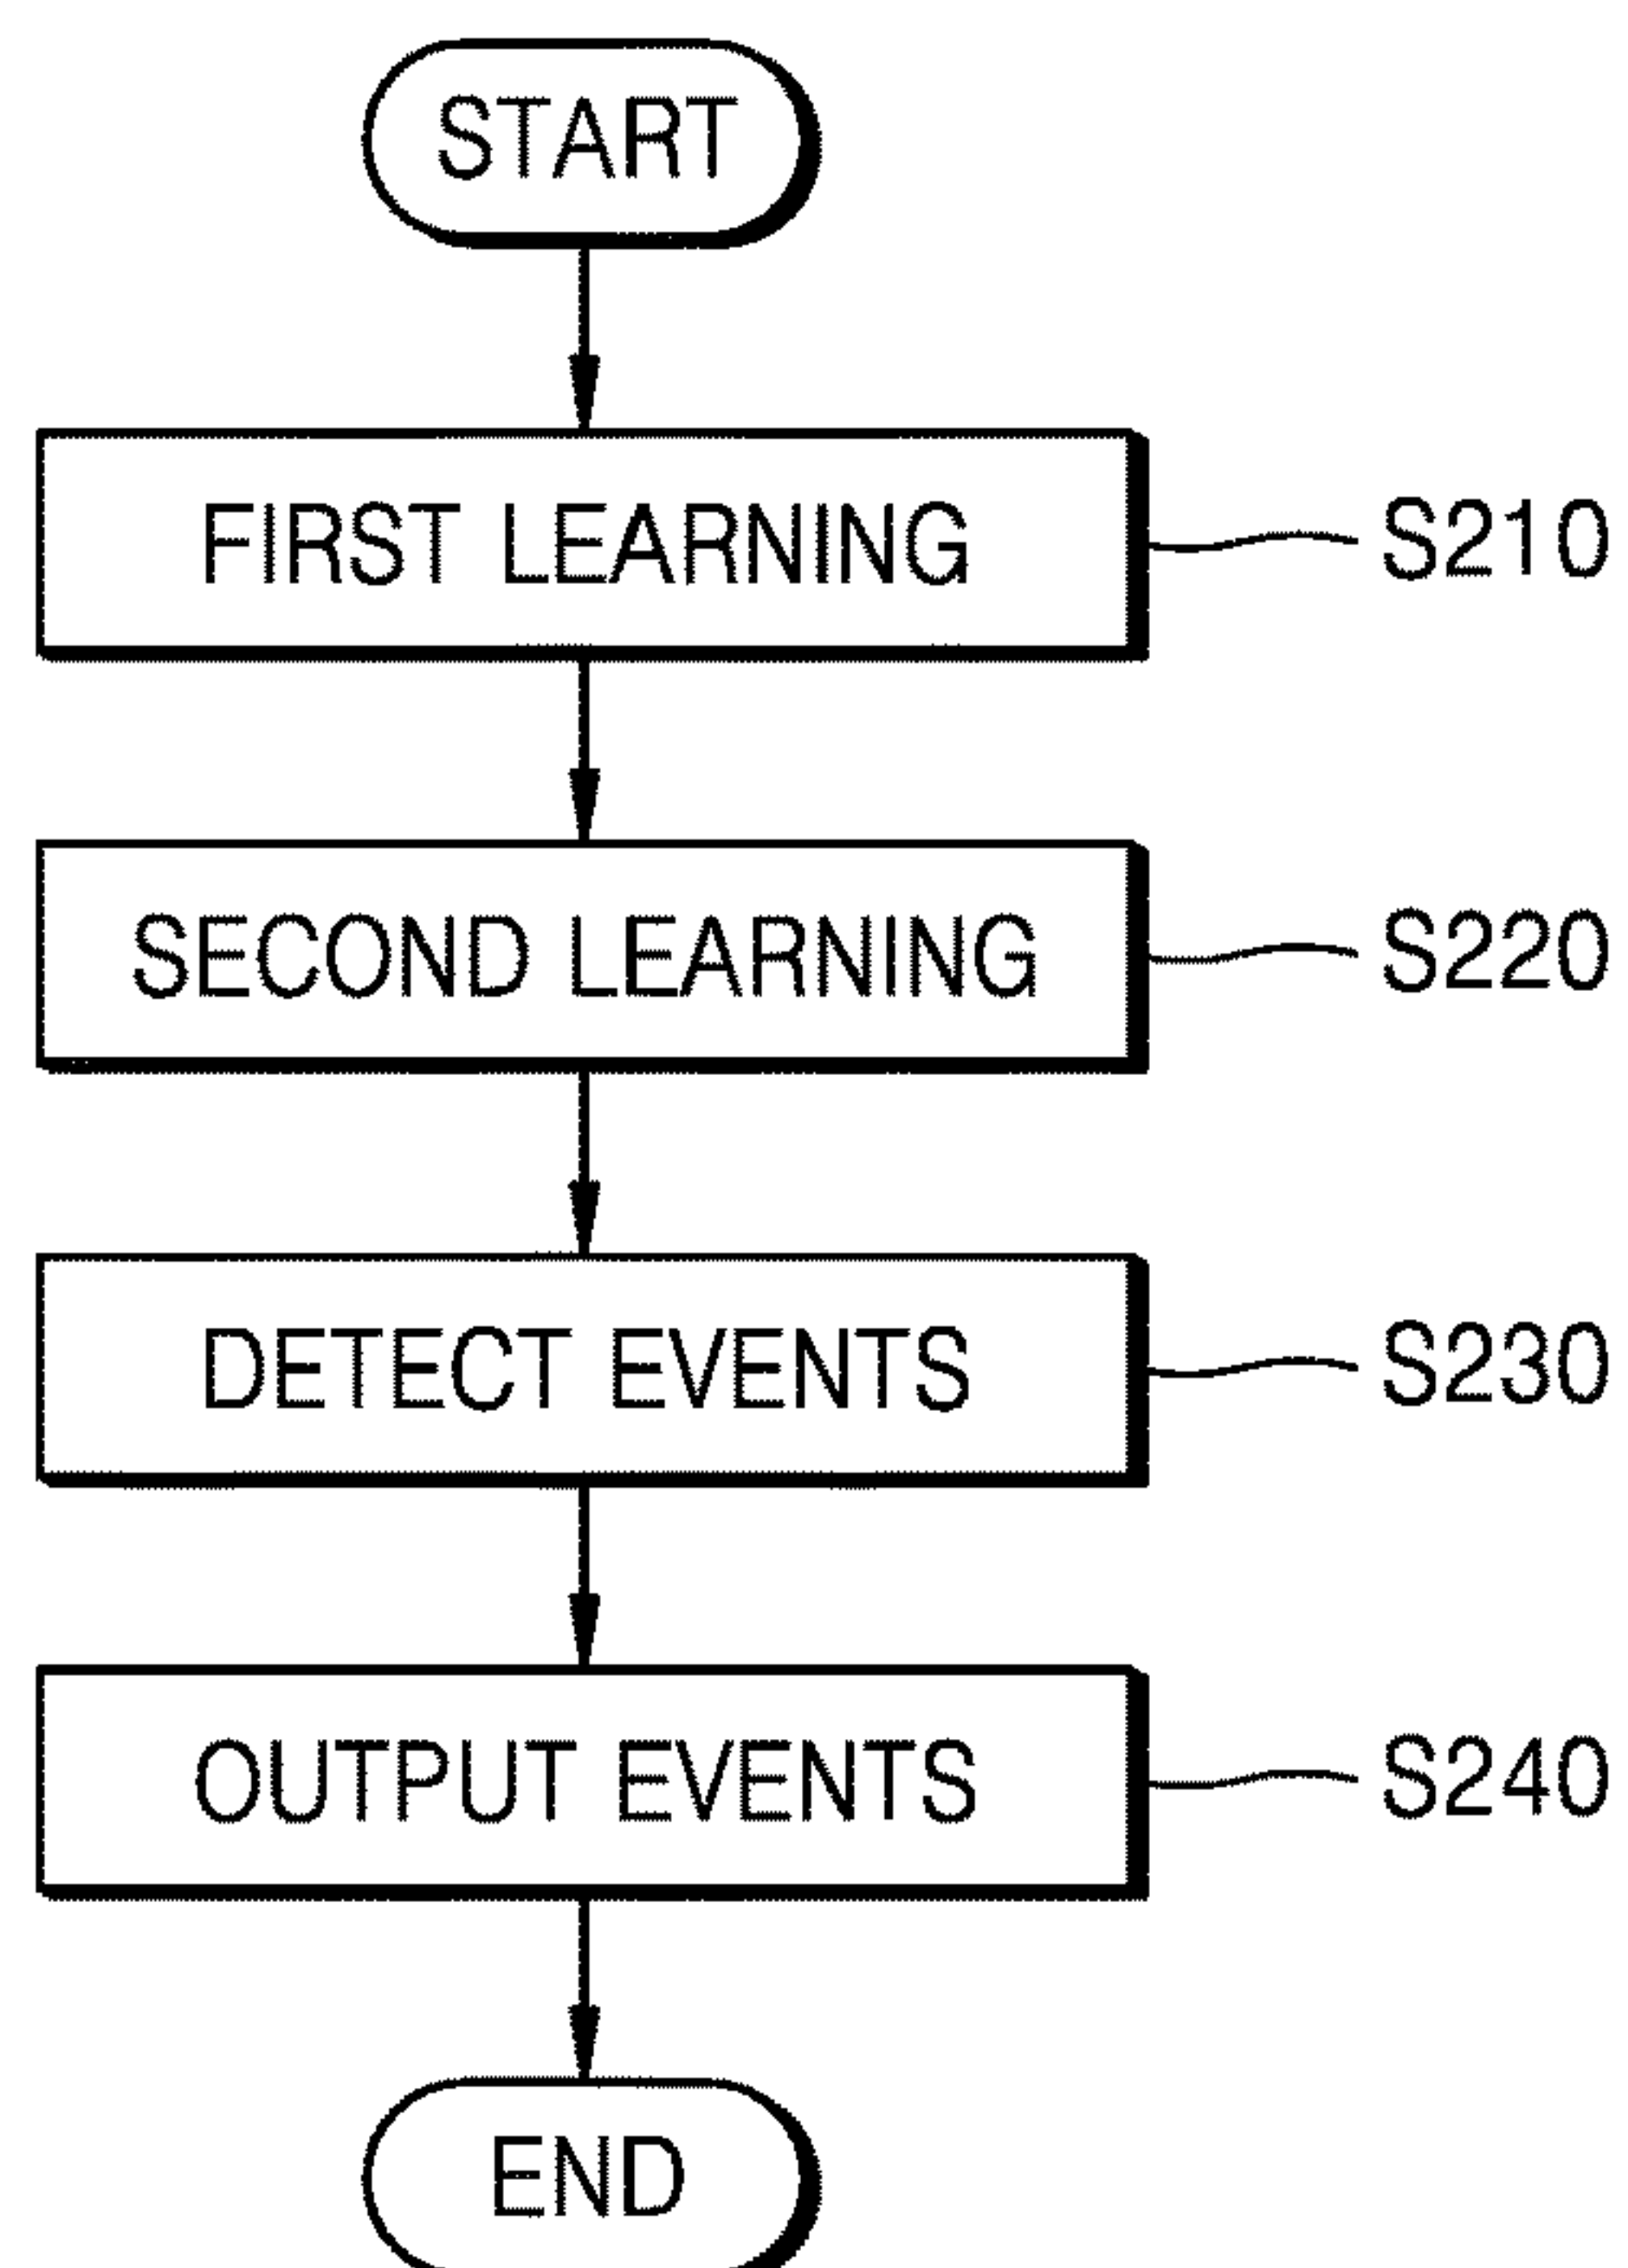 START
FIRST LEARNING S210
SECOND LEARNING S220
DETECT EVENTS S230
OUTPUT EVENTS S240
END